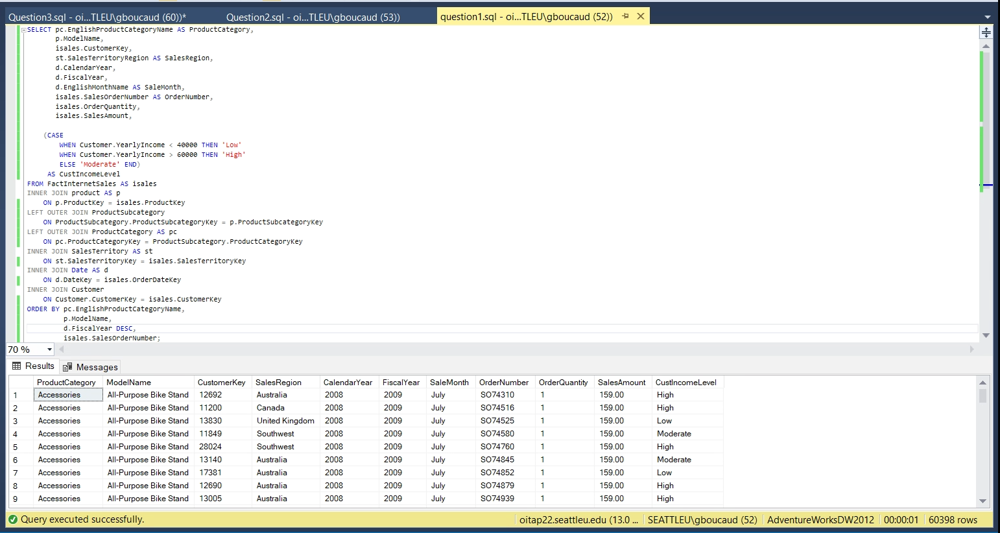 Question3.sql - oi...TLEU\gboucaud (60))*    Question2.sql - oi...TLEU\gboucaud (53))    question1.sql - oi...TLEU\gboucaud (52))
SELECT pc.EnglishProductCategoryName AS ProductCategory,
p.ModelName,
isales.CustomerKey,
st.SalesTerritoryRegion AS SalesRegion,
d.CalendarYear,
d.FiscalYear,
d.EnglishMonthName AS SaleMonth,
isales.SalesOrderNumber AS OrderNumber,
isales.OrderQuantity,
isales.SalesAmount,
(CASE
WHEN Customer.YearlyIncome < 40000 THEN 'Low'
WHEN Customer.YearlyIncome > 60000 THEN 'High'
ELSE 'Moderate' END)
AS CustIncomeLevel
FROM FactInternetSales AS isales
INNER JOIN product AS p
ON p.ProductKey = isales.ProductKey
LEFT OUTER JOIN ProductSubcategory
ON ProductSubcategory.ProductSubcategoryKey = p.ProductSubcategoryKey
LEFT OUTER JOIN ProductCategory AS pc
ON pc.ProductCategoryKey = ProductSubcategory.ProductCategoryKey
INNER JOIN SalesTerritory AS st
ON st.SalesTerritoryKey = isales.SalesTerritoryKey
INNER JOIN Date AS d
ON d.DateKey = isales.OrderDateKey
INNER JOIN Customer
ON Customer.CustomerKey = isales.CustomerKey
ORDER BY pc.EnglishProductCategoryName,
p.ModelName,
d.FiscalYear DESC,
isales.SalesOrderNumber;
70 %
Results    Messages
ProductCategory ModelName CustomerKey SalesRegion CalendarYear FiscalYear SaleMonth OrderNumber OrderQuantity SalesAmount CustIncomeLevel
1 Accessories All-Purpose Bike Stand 12692 Australia 2008 2009 July SO74310 1 159.00 High
2 Accessories All-Purpose Bike Stand 11200 Canada 2008 2009 July SO74516 1 159.00 High
3 Accessories All-Purpose Bike Stand 13830 United Kingdom 2008 2009 July SO74525 1 159.00 Low
4 Accessories All-Purpose Bike Stand 11849 Southwest 2008 2009 July SO74580 1 159.00 Moderate
5 Accessories All-Purpose Bike Stand 28024 Southwest 2008 2009 July SO74760 1 159.00 High
6 Accessories All-Purpose Bike Stand 13140 Australia 2008 2009 July SO74845 1 159.00 Moderate
7 Accessories All-Purpose Bike Stand 17381 Australia 2008 2009 July SO74852 1 159.00 Low
8 Accessories All-Purpose Bike Stand 12690 Australia 2008 2009 July SO74879 1 159.00 High
9 Accessories All-Purpose Bike Stand 13005 Australia 2008 2009 July SO74939 1 159.00 High
Query executed successfully.    oitap22.seattleu.edu (13.0 ...    SEATTLEU\gboucaud (52)    AdventureWorksDW2012    00:00:01    60398 rows